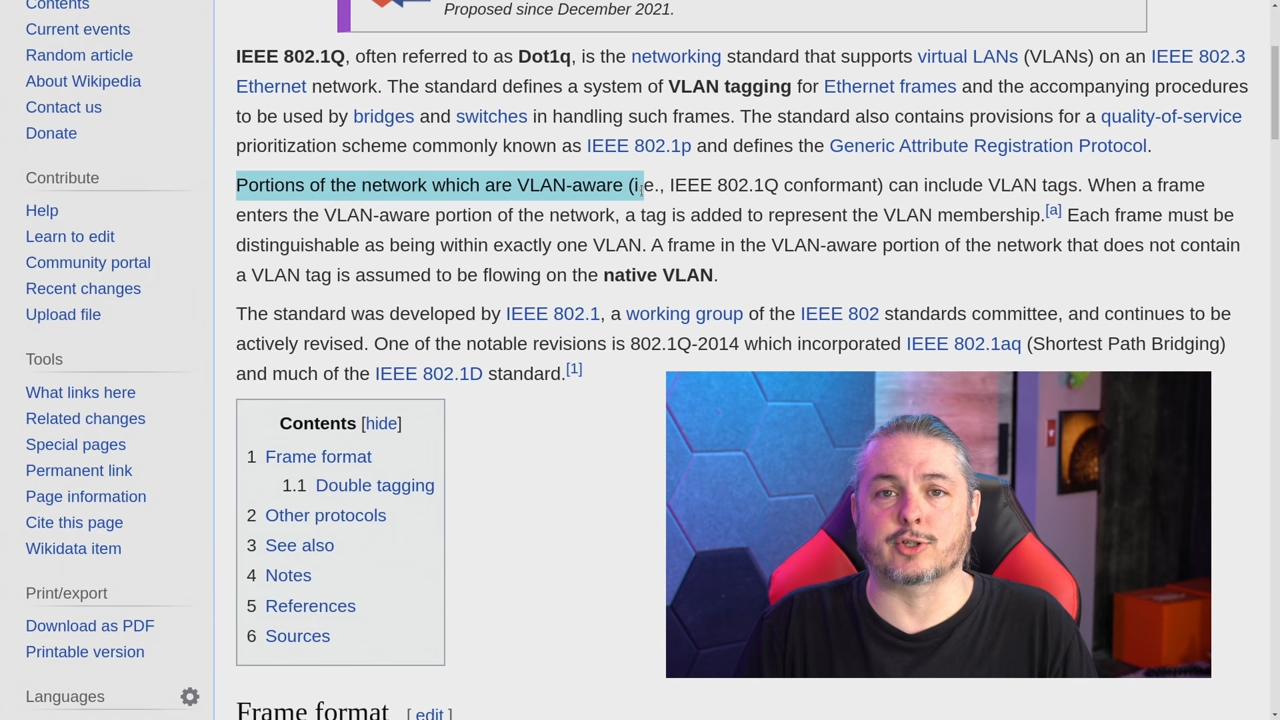 Contents
Current events
Random article
About Wikipedia
Contact us
Donate
Contribute
Help
Learn to edit
Community portal
Recent changes
Upload file
Tools
What links here
Related changes
Special pages
Permanent link
Page information
Cite this page
Wikidata item
Print/export
Download as PDF
Printable version
Languages
Proposed since December 2021.
IEEE 802.1Q, often referred to as Dot1q, is the networking standard that supports virtual LANs (VLANs) on an IEEE 802.3
Ethernet network. The standard defines a system of VLAN tagging for Ethernet frames and the accompanying procedures
to be used by bridges and switches in handling such frames. The standard also contains provisions for a quality-of-service
prioritization scheme commonly known as IEEE 802.1p and defines the Generic Attribute Registration Protocol.
Portions of the network which are VLAN-aware (i.e., IEEE 802.1Q conformant) can include VLAN tags. When a frame
enters the VLAN-aware portion of the network, a tag is added to represent the VLAN membership.[a] Each frame must be
distinguishable as being within exactly one VLAN. A frame in the VLAN-aware portion of the network that does not contain
a VLAN tag is assumed to be flowing on the native VLAN.
The standard was developed by IEEE 802.1, a working group of the IEEE 802 standards committee, and continues to be
actively revised. One of the notable revisions is 802.1Q-2014 which incorporated IEEE 802.1aq (Shortest Path Bridging)
and much of the IEEE 802.1D standard.[1]
Contents [hide]
1 Frame format
1.1 Double tagging
2 Other protocols
3 See also
4 Notes
5 References
6 Sources
Frame format [ edit ]